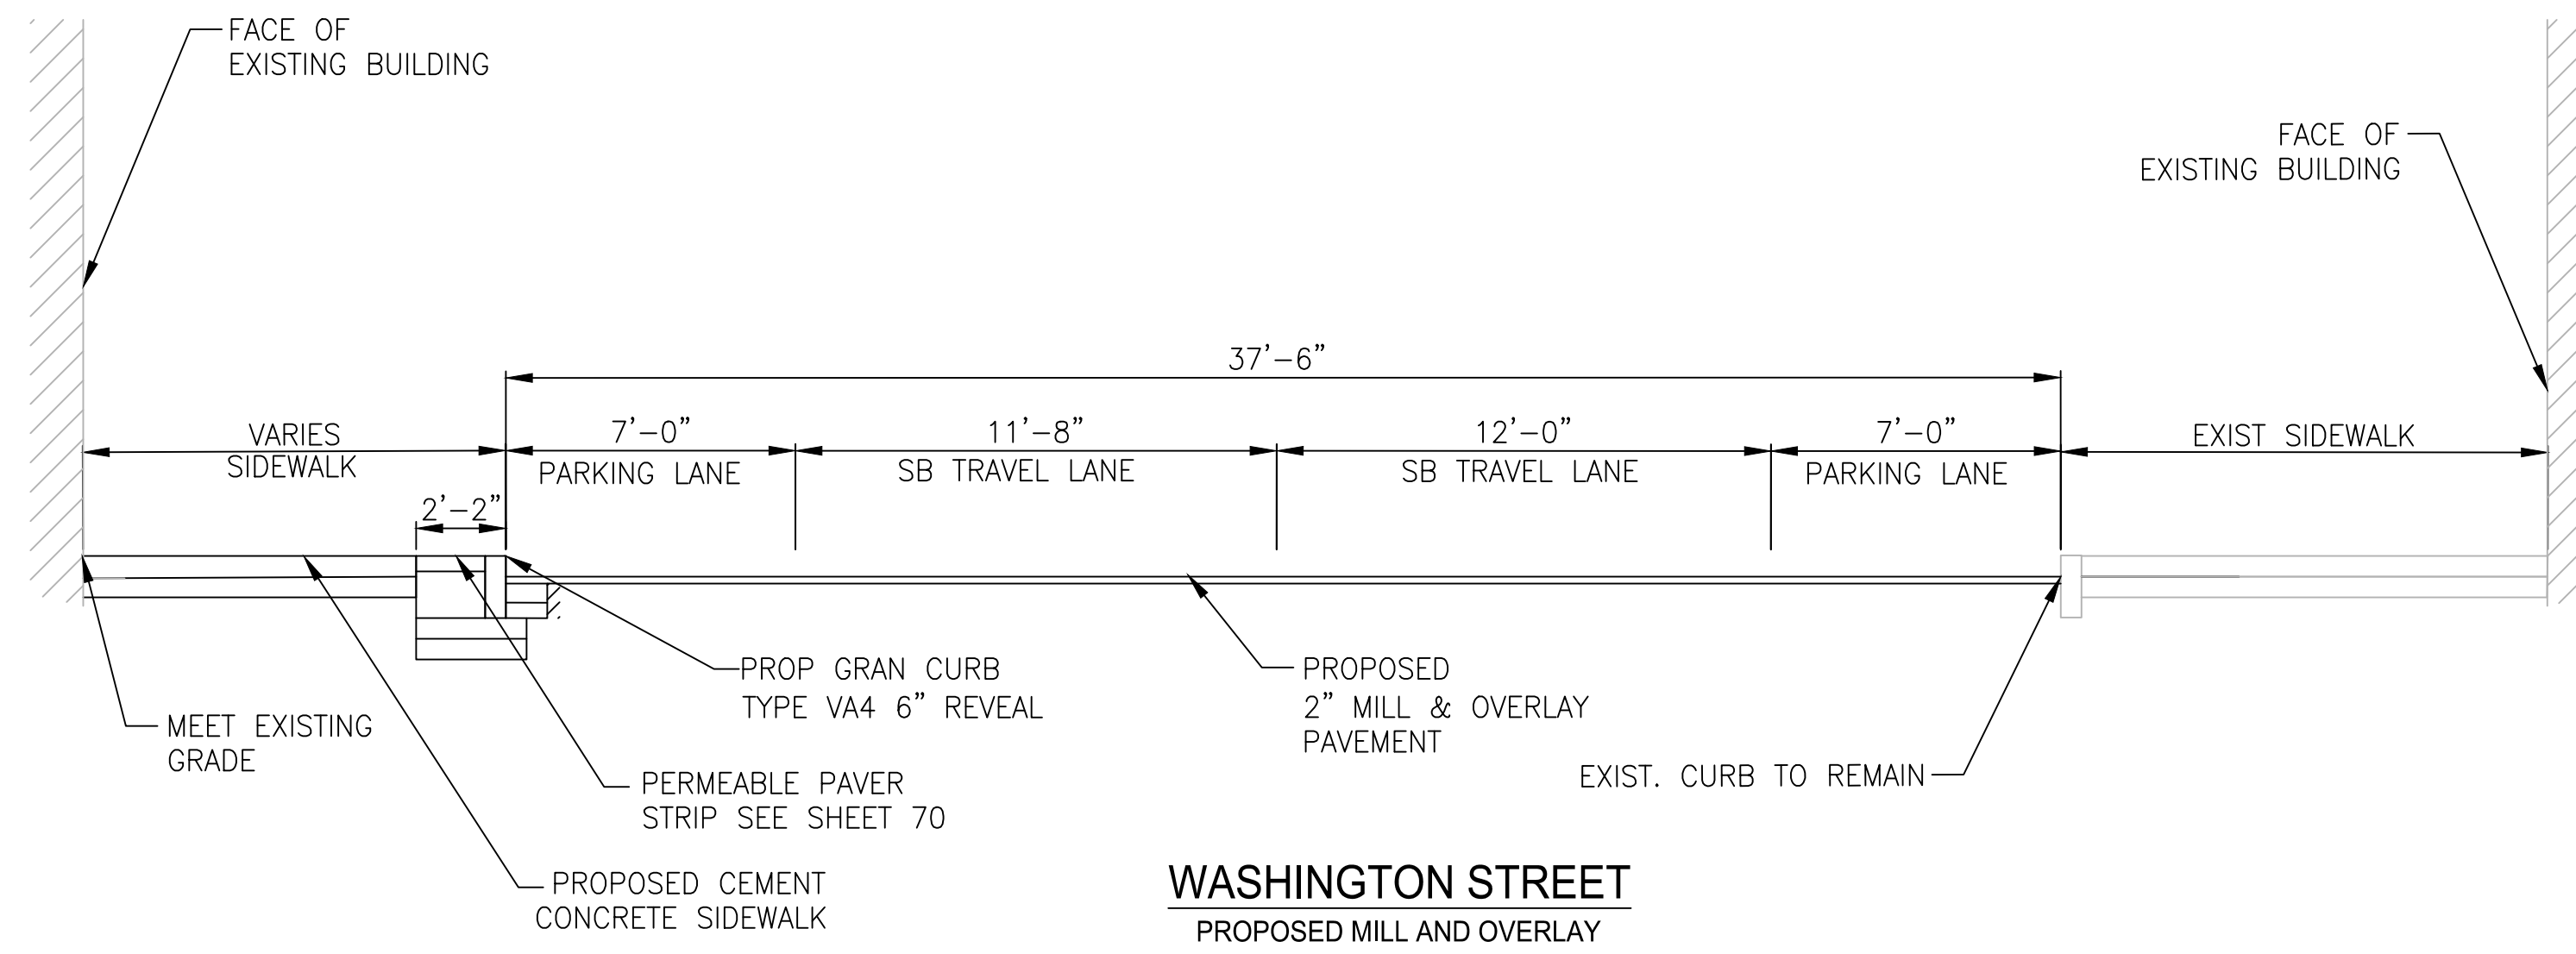 FACE OF
EXISTING BUILDING
FACE OF
EXISTING BUILDING
37'-6"
VARIES
SIDEWALK
7'-0"
PARKING LANE
11'-8"
SB TRAVEL LANE
12'-0"
SB TRAVEL LANE
7'-0"
PARKING LANE
EXIST SIDEWALK
2'-2"
PROP GRAN CURB
TYPE VA4 6" REVEAL
PROPOSED
2" MILL & OVERLAY
PAVEMENT
MEET EXISTING
GRADE
PERMEABLE PAVER
STRIP SEE SHEET 70
EXIST. CURB TO REMAIN
PROPOSED CEMENT
CONCRETE SIDEWALK
WASHINGTON STREET
PROPOSED MILL AND OVERLAY